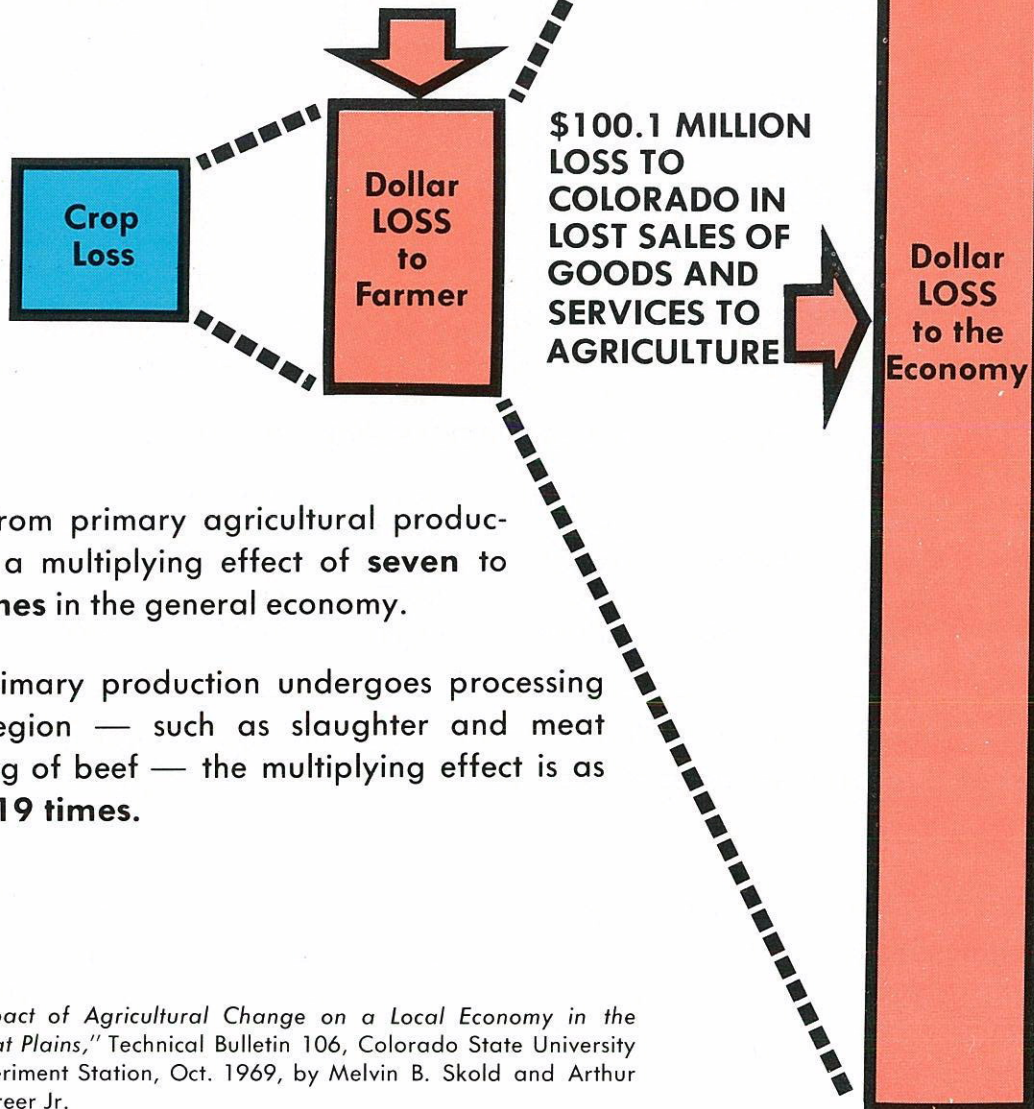 Crop
Loss
Dollar
LOSS
to
Farmer
$100.1 MILLION
LOSS TO
COLORADO IN
LOST SALES OF
GOODS AND
SERVICES TO
AGRICULTURE
Dollar
LOSS
to the
Economy
rom primary agricultural produc-
a multiplying effect of seven to
nes in the general economy.
imary production undergoes processing
egion — such as slaughter and meat
g of beef — the multiplying effect is as
19 times.
pact of Agricultural Change on a Local Economy in the
at Plains," Technical Bulletin 106, Colorado State University
eriment Station, Oct. 1969, by Melvin B. Skold and Arthur
reer Jr.